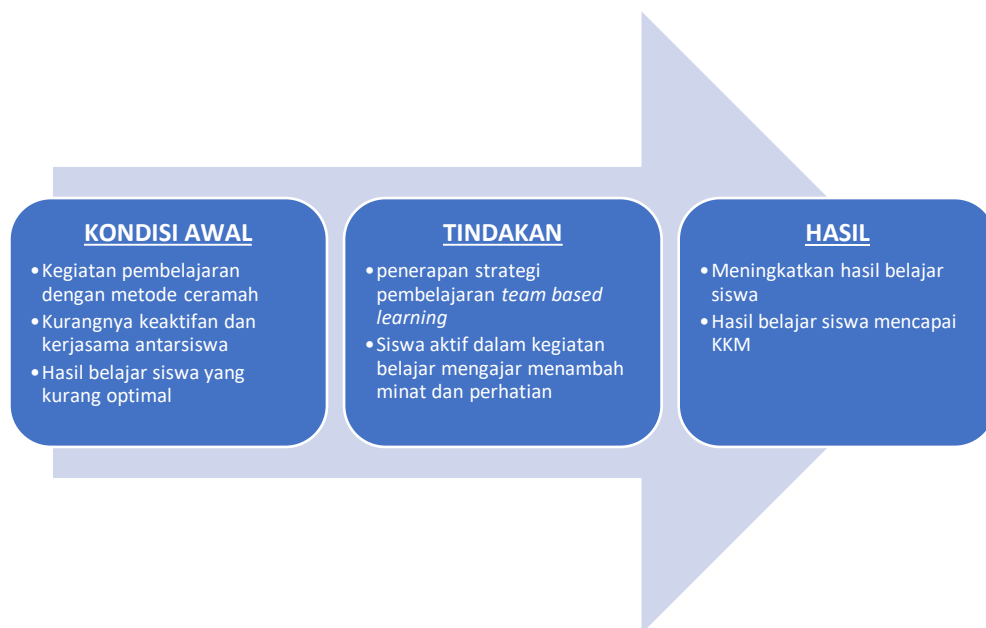 KONDISI AWAL
•Kegiatan pembelajaran
dengan metode ceramah
•Kurangnya keaktifan dan
kerjasama antarsiswa
•Hasil belajar siswa yang
kurang optimal
TINDAKAN
•penerapan strategi
pembelajaran team based
learning
•Siswa aktif dalam kegiatan
belajar mengajar menambah
minat dan perhatian
HASIL
•Meningkatkan hasil belajar
siswa
•Hasil belajar siswa mencapai
KKM